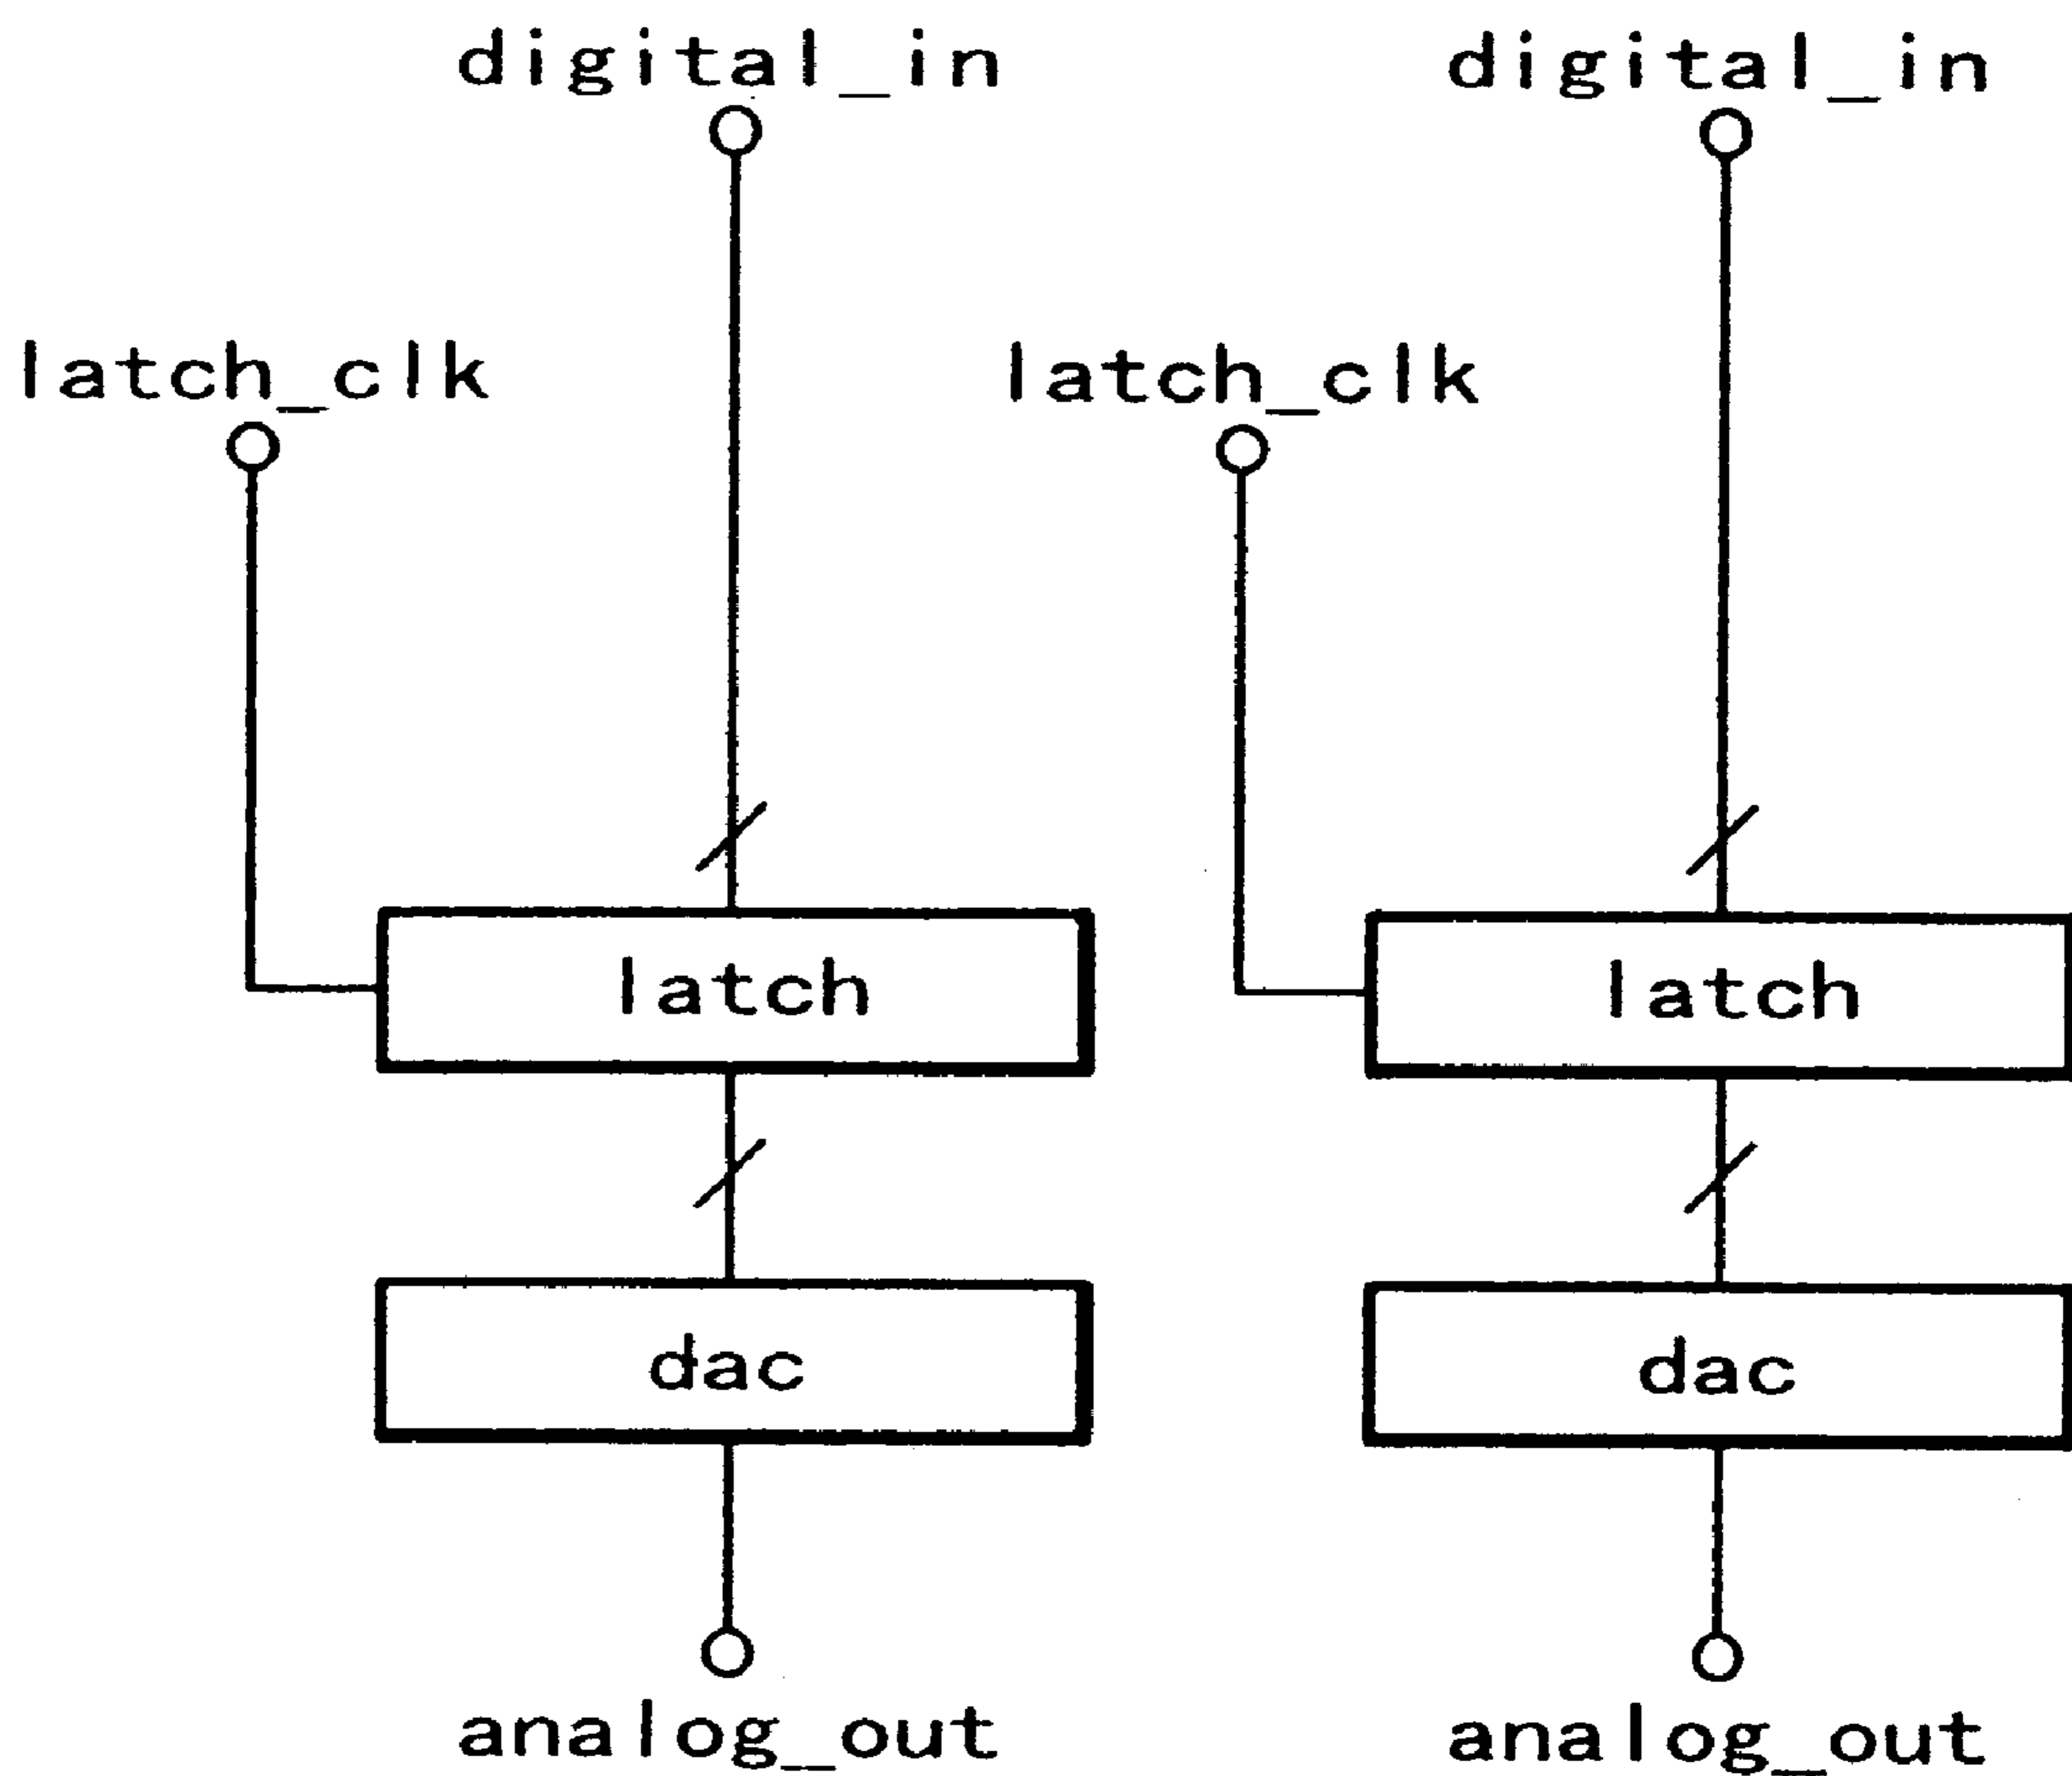 digital_in digital_in
latch_clk latch_clk
latch latch
dac dac
analog_out analog_out